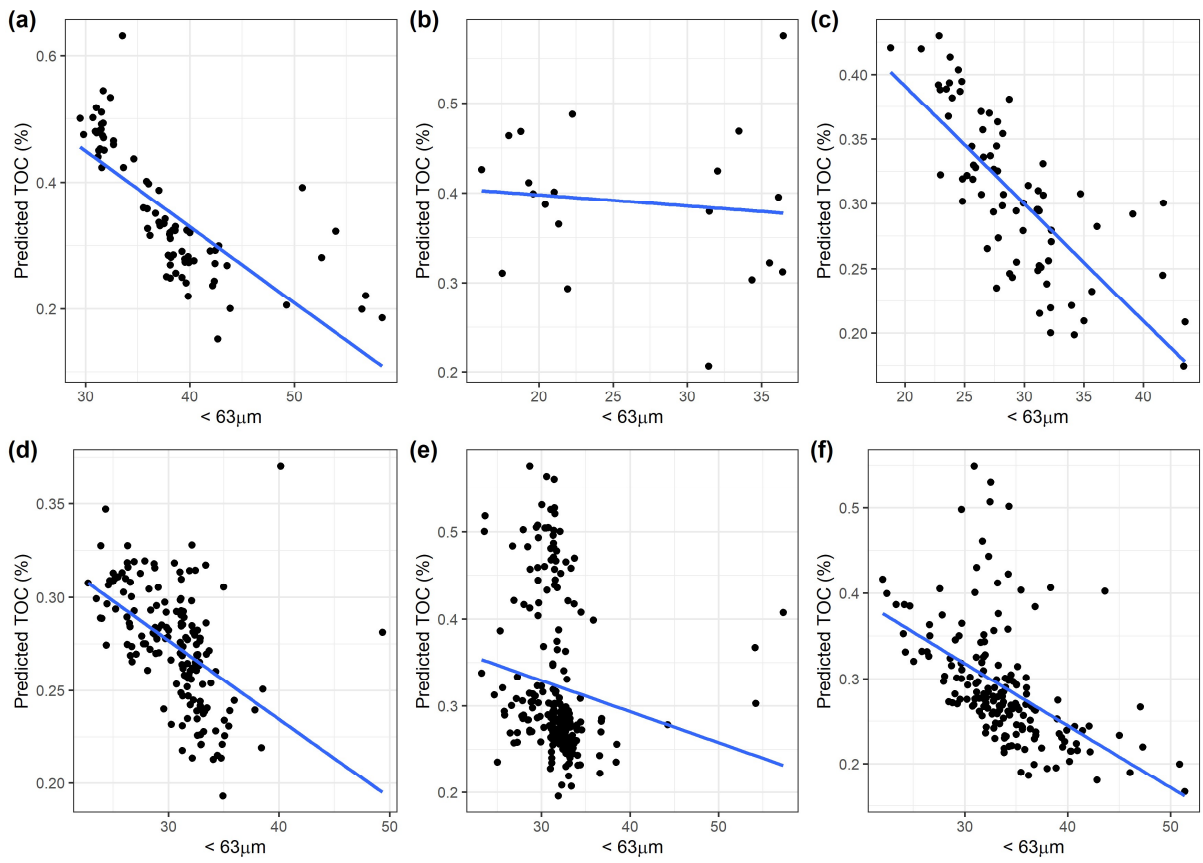 (a)
Predicted TOC (%)
0.6
0.4
0.2
30 40 50
< 63μm
(b)
Predicted TOC (%)
0.6
0.4
0.3
0.2
20 25 30 35
< 63μm
(c)
Predicted TOC (%)
0.40
0.35
0.30
0.25
0.20
20 25 30 35 40
< 63μm
(d)
Predicted TOC (%)
0.35
0.30
0.25
0.20
30 40 50
< 63μm
(e)
Predicted TOC (%)
0.5
0.4
0.3
0.2
30 40 50
< 63μm
(f)
Predicted TOC (%)
0.5
0.4
0.3
0.2
30 40 50
< 63μm